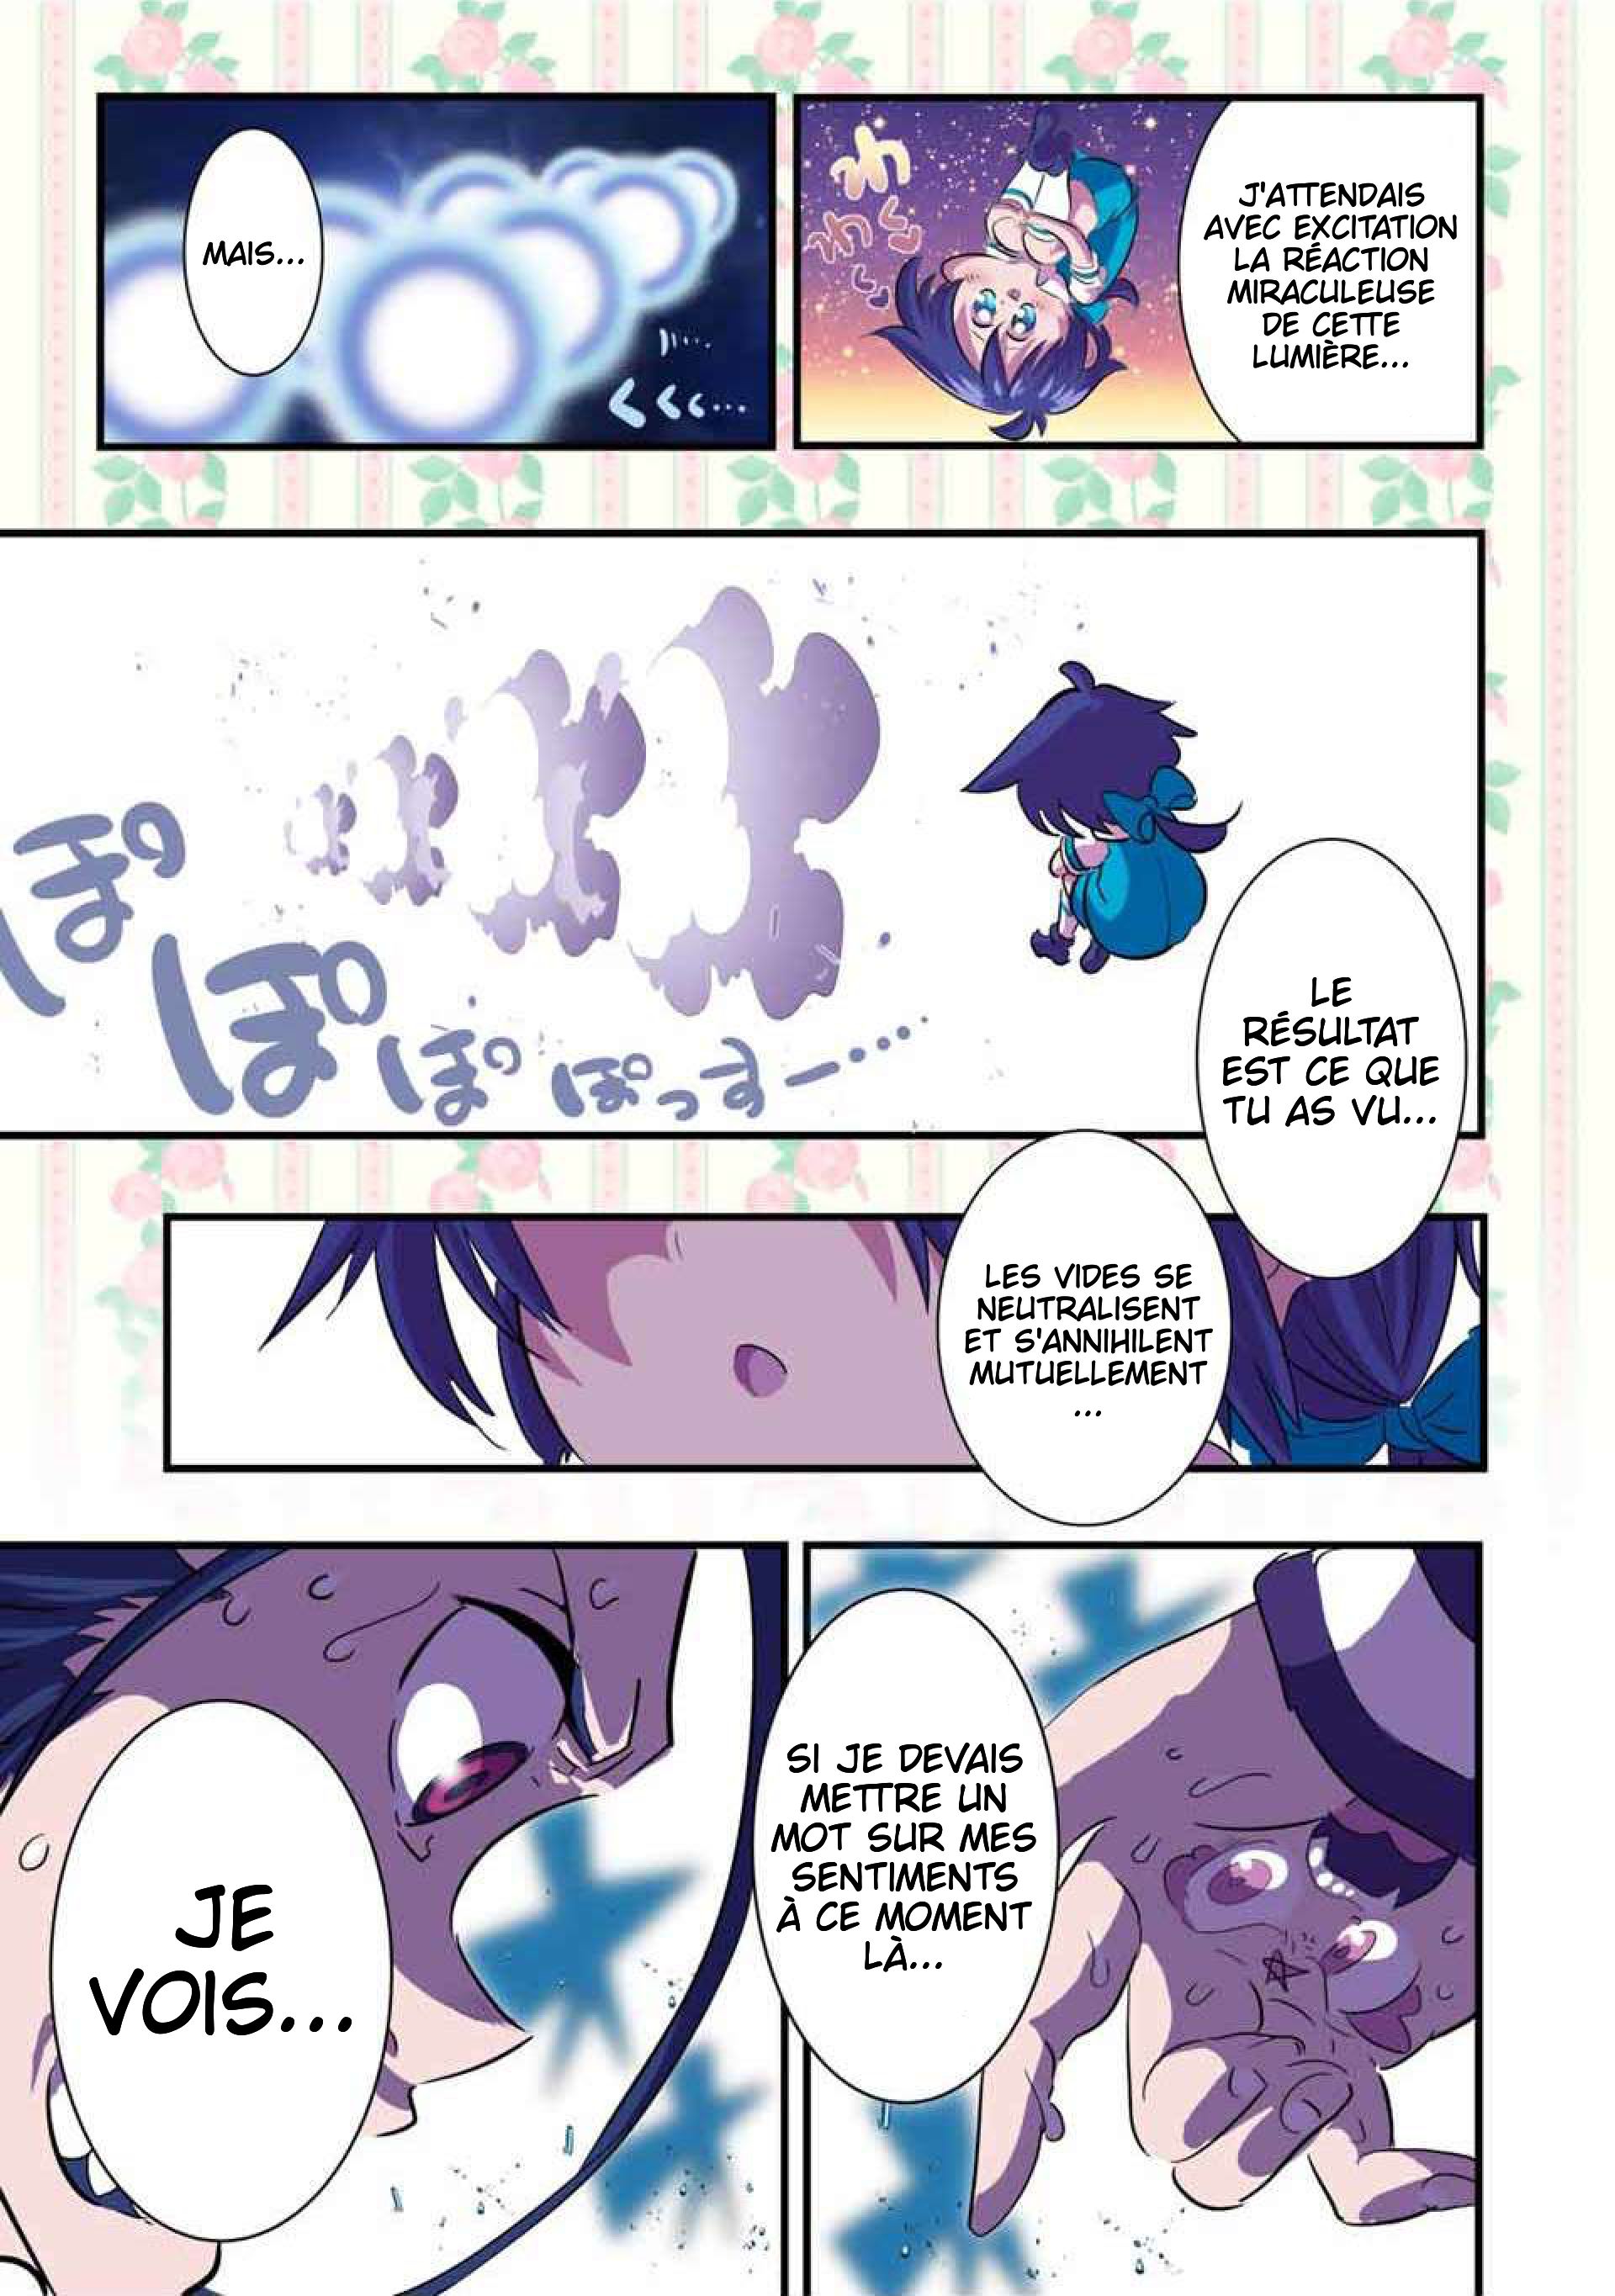 J'ATTENDAIS
AVEC EXCITATION
LA RÉACTION
MIRACULEUSE
DE CETTE
LUMIÈRE...
わ
わく
MAIS...
くくく...
LE
RÉSULTAT
EST CE QUE
TU AS VU...
ぽ
ぽ
ぽ
ぽっすー・・・・
LES VIDES SE
NEUTRALISENT
ET S'ANNIHILENT
MUTUELLEMENT
...
SI JE DEVAIS
METTRE UN
MOT SUR MES
SENTIMENTS
À CE MOMENT
LÀ...
JE
VOIS...